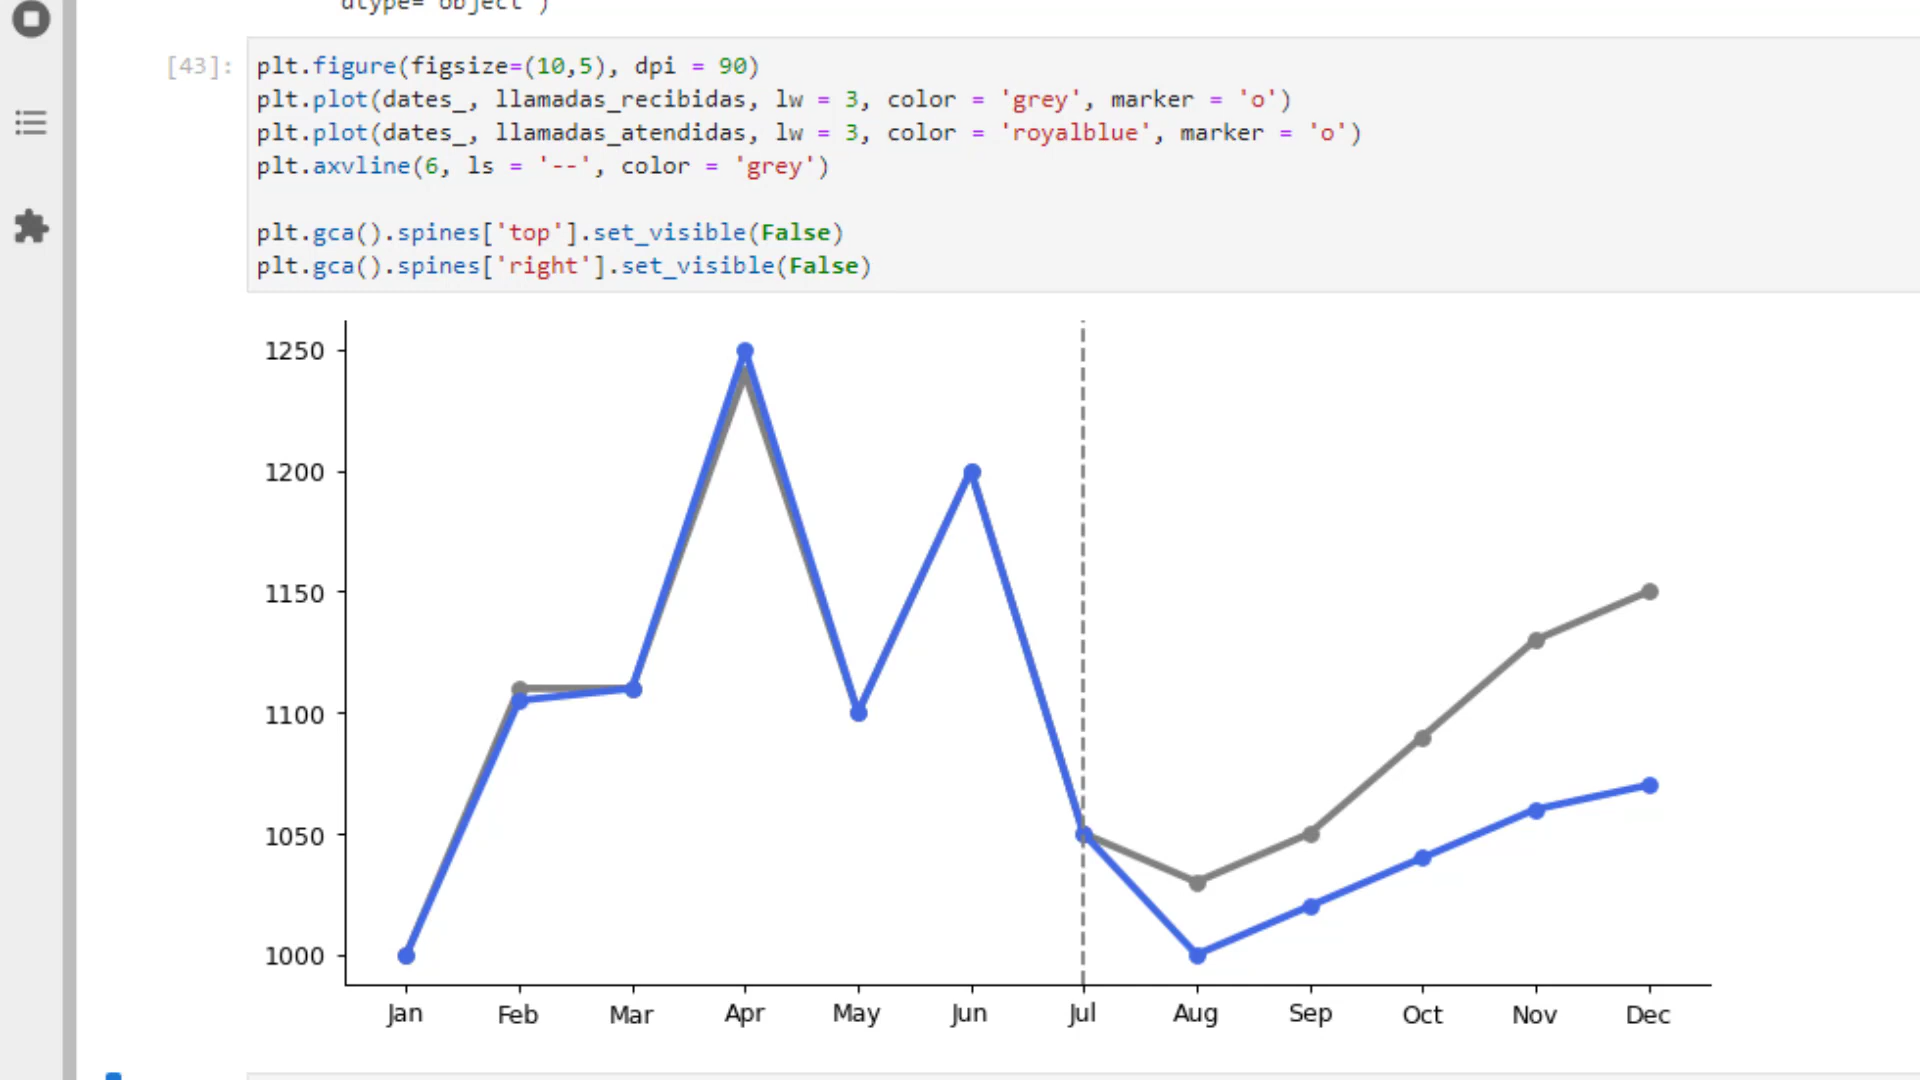 dtype='object')
[43]:
plt.figure(figsize=(10,5), dpi = 90)
plt.plot(dates_, llamadas_recibidas, lw = 3, color = 'grey', marker = 'o')
plt.plot(dates_, llamadas_atendidas, lw = 3, color = 'royalblue', marker = 'o')
plt.axvline(6, ls = '--', color = 'grey')
plt.gca().spines['top'].set_visible(False)
plt.gca().spines['right'].set_visible(False)
1250
1200
1150
1100
1050
1000
Jan Feb Mar Apr May Jun Jul Aug Sep Oct Nov Dec